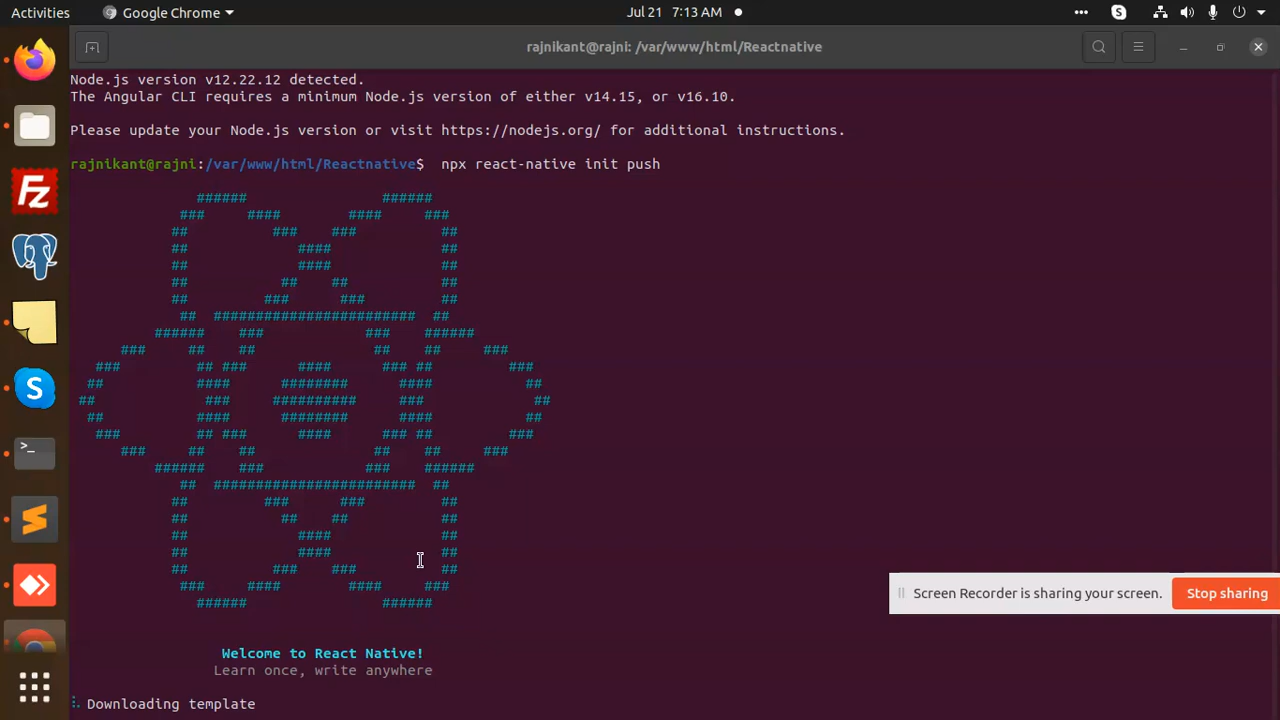 Activities
Google Chrome
Jul 21 7:13 AM
rajnikant@rajni: /var/www/html/Reactnative
Node.js version v12.22.12 detected.
The Angular CLI requires a minimum Node.js version of either v14.15, or v16.10.
Please update your Node.js version or visit https://nodejs.org/ for additional instructions.
rajnikant@rajni:/var/www/html/Reactnative$  npx react-native init push
Screen Recorder is sharing your screen.
Stop sharing
Welcome to React Native!
Learn once, write anywhere
Downloading template